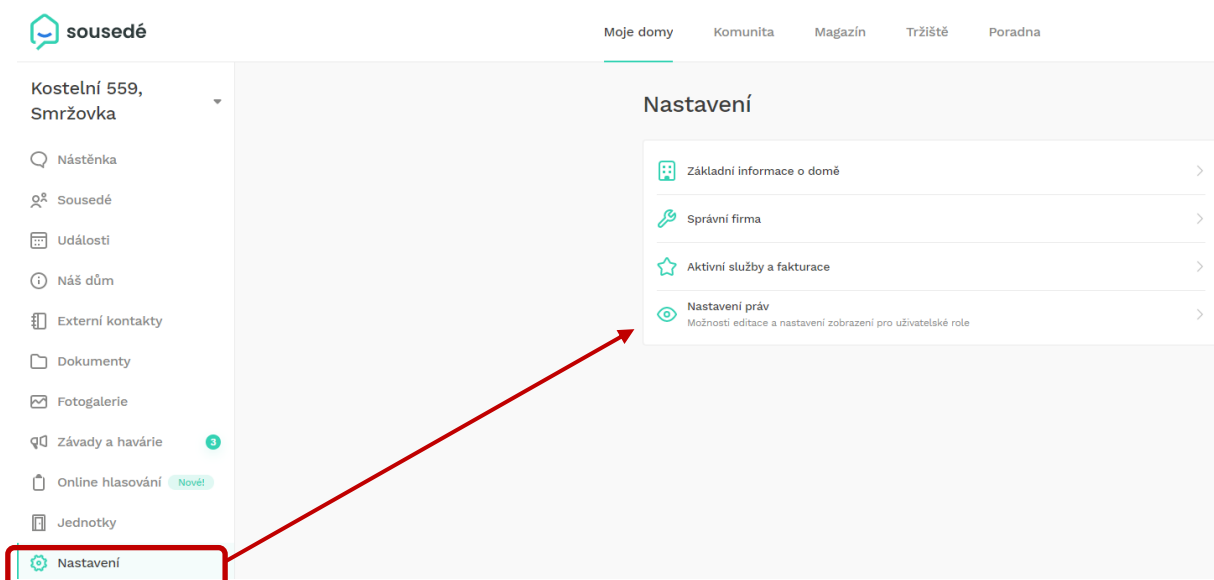 sousedé
Moje domy
Komunita
Magazín
Tržiště
Poradna
Kostelní 559,
Smržovka
Nástěnka
Sousedé
Události
Náš dům
Externí kontakty
Dokumenty
Fotogalerie
Závady a havárie 3
Online hlasování Nové!
Jednotky
Nastavení
Nastavení
Základní informace o domě
Správní firma
Aktivní služby a fakturace
Nastavení práv
Možnosti editace a nastavení zobrazení pro uživatelské role